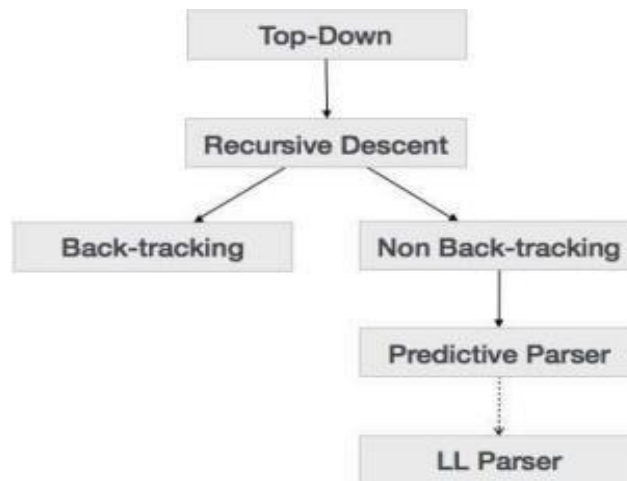 Top-Down
Recursive Descent
Back-tracking
Non Back-tracking
Predictive Parser
LL Parser